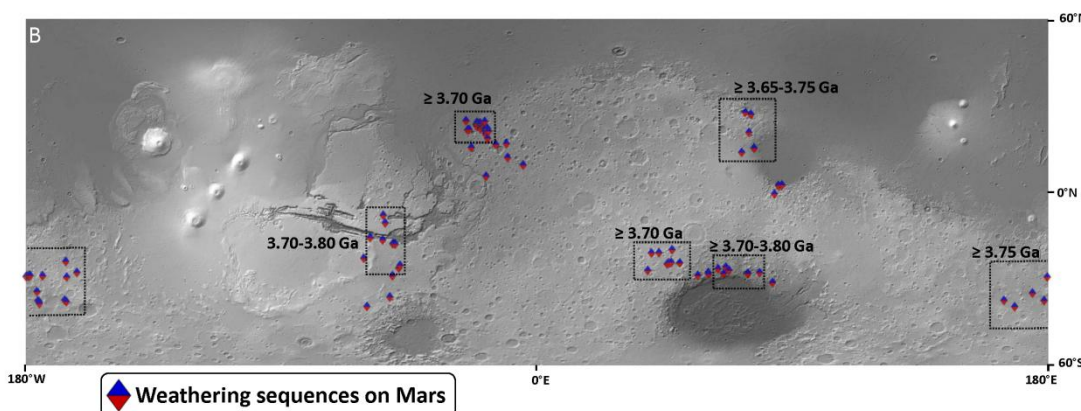 B
60°N
≥ 3.70 Ga
≥ 3.65-3.75 Ga
0°N
3.70-3.80 Ga
≥ 3.70 Ga
≥ 3.70-3.80 Ga
≥ 3.75 Ga
60°S
180°W
0°E
180°E
Weathering sequences on Mars